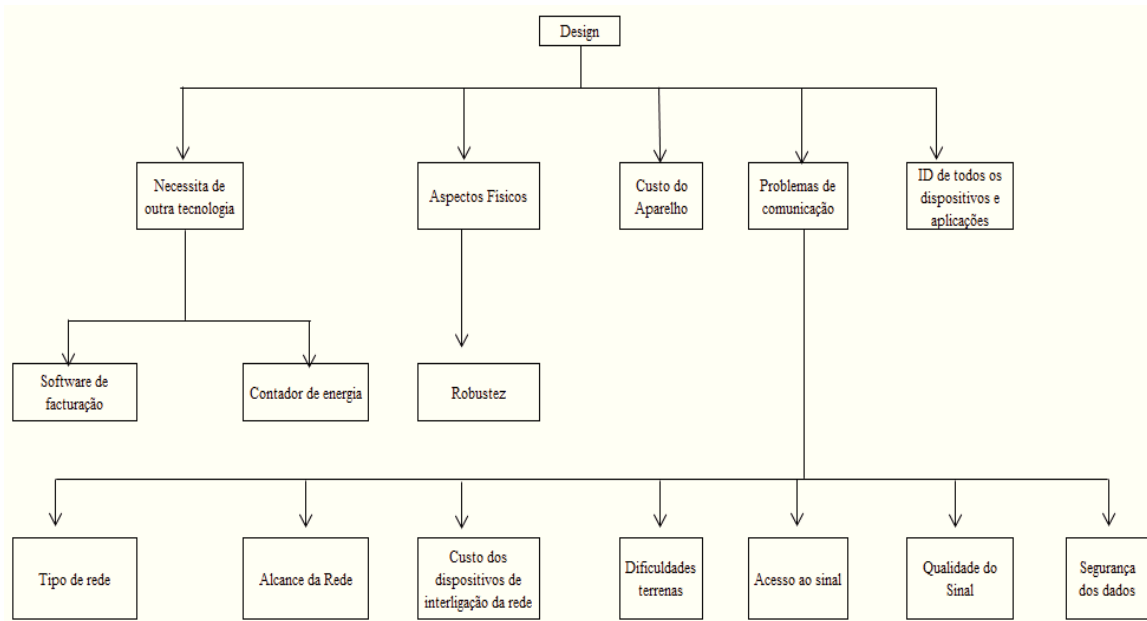 Design
Necessita de
outra tecnologia
Aspectos Fisicos
Custo do
Aparelho
Problemas de
comunicação
ID de todos os
dispositivos e
aplicações
Software de
facturação
Contador de energia
Robustez
Tipo de rede
Alcance da Rede
Custo dos
dispositivos de
interligação da rede
Dificuldades
terrenas
Acesso ao sinal
Qualidade do
Sinal
Segurança
dos dados